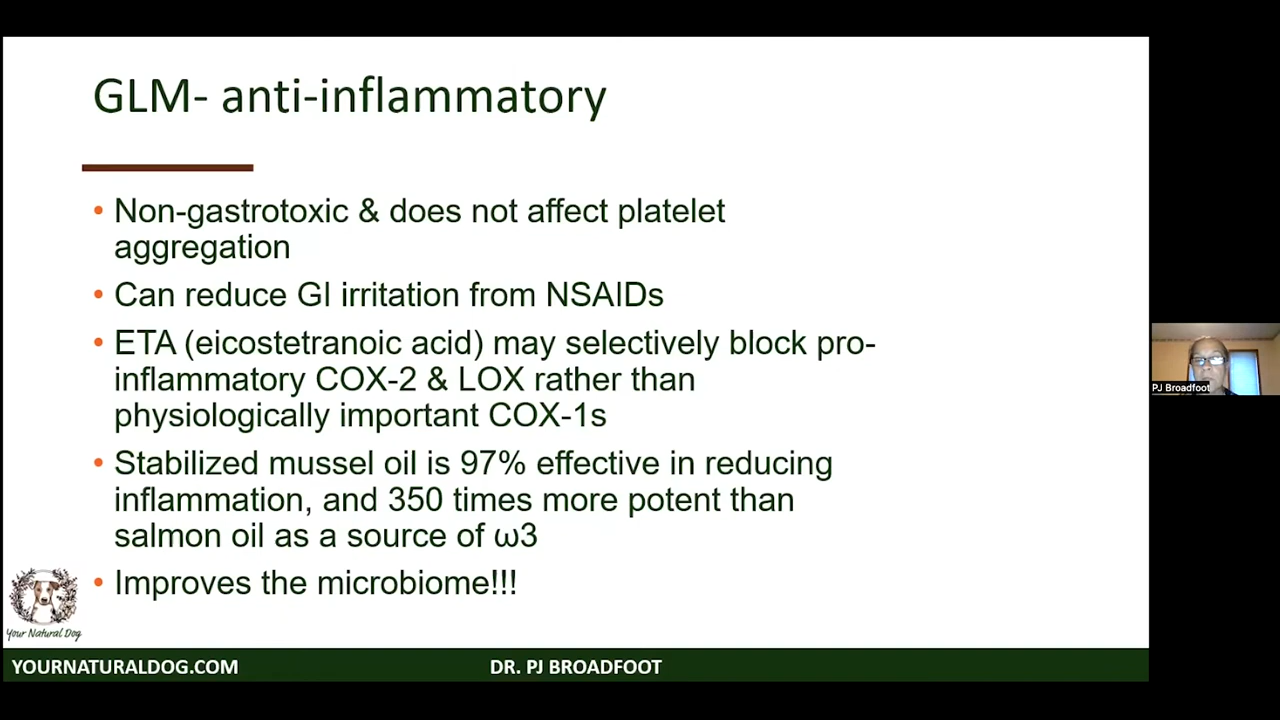 GLM- anti-inflammatory
• Non-gastrotoxic & does not affect platelet
aggregation
• Can reduce GI irritation from NSAIDs
• ETA (eicostetranoic acid) may selectively block pro-
inflammatory COX-2 & LOX rather than
physiologically important COX-1s
• Stabilized mussel oil is 97% effective in reducing
inflammation, and 350 times more potent than
salmon oil as a source of ω3
• Improves the microbiome!!!
Your Natural Dog
YOURNATURALDOG.COM
DR. PJ BROADFOOT
PJ Broadfoot